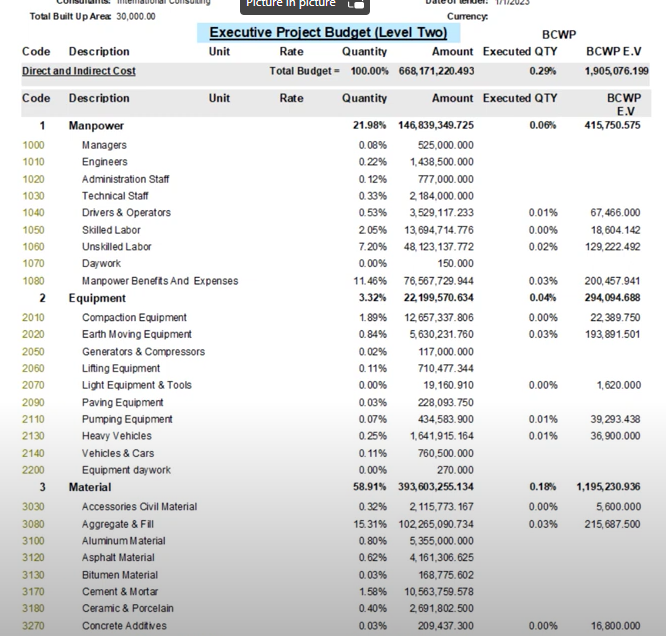 Consultants: International Consulting
Picture in picture
Date of Tender: 1/1/2023
Total Built Up Area: 30,000.00
Currency:
Executive Project Budget (Level Two)
BCWP
Code Description Unit Rate Quantity Amount Executed QTY BCWP E.V
Direct and Indirect Cost Total Budget = 100.00% 668,171,220.493 0.29% 1,905,076.199
Code Description Unit Rate Quantity Amount Executed QTY BCWP
E.V
1 Manpower 21.98% 146,839,349.725 0.06% 415,750.575
1000 Managers 0.08% 525,000.000
1010 Engineers 0.22% 1,438,500.000
1020 Administration Staff 0.12% 777,000.000
1030 Technical Staff 0.33% 2,184,000.000
1040 Drivers & Operators 0.53% 3,529,117.233 0.01% 67,466.000
1050 Skilled Labor 2.05% 13,694,714.776 0.00% 18,604.142
1060 Unskilled Labor 7.20% 48,123,137.772 0.02% 129,222.492
1070 Daywork 0.00% 150.000
1080 Manpower Benefits And Expenses 11.46% 76,567,729.944 0.03% 200,457.941
2 Equipment 3.32% 22,199,570.634 0.04% 294,094.688
2010 Compaction Equipment 1.89% 12,657,337.806 0.00% 22,389.750
2020 Earth Moving Equipment 0.84% 5,630,231.760 0.03% 193,891.501
2050 Generators & Compressors 0.02% 117,000.000
2060 Lifting Equipment 0.11% 710,477.344
2070 Light Equipment & Tools 0.00% 19,160.910 0.00% 1,620.000
2090 Paving Equipment 0.03% 228,093.750
2110 Pumping Equipment 0.07% 434,583.900 0.01% 39,293.438
2130 Heavy Vehicles 0.25% 1,641,915.164 0.01% 36,900.000
2140 Vehicles & Cars 0.11% 760,500.000
2200 Equipment daywork 0.00% 270.000
3 Material 58.91% 393,603,255.134 0.18% 1,195,230.936
3030 Accessories Civil Material 0.32% 2,115,773.167 0.00% 5,600.000
3080 Aggregate & Fill 15.31% 102,265,090.734 0.03% 215,687.500
3100 Aluminum Material 0.80% 5,355,000.000
3120 Asphalt Material 0.62% 4,161,306.625
3130 Bitumen Material 0.03% 168,775.602
3170 Cement & Mortar 1.58% 10,563,759.578
3180 Ceramic & Porcelain 0.40% 2,691,802.500
3270 Concrete Additives 0.03% 209,437.300 0.00% 16,800.000